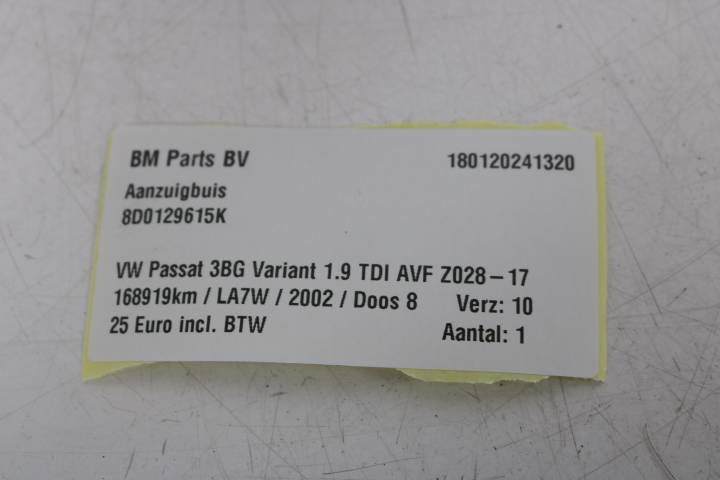 BM Parts BV 180120241320
Aanzuigbuis
8D0129615K
VW Passat 3BG Variant 1.9 TDI AVF Z028-17
168919km / LA7W / 2002 / Doos 8 Verz: 10
25 Euro incl. BTW Aantal: 1